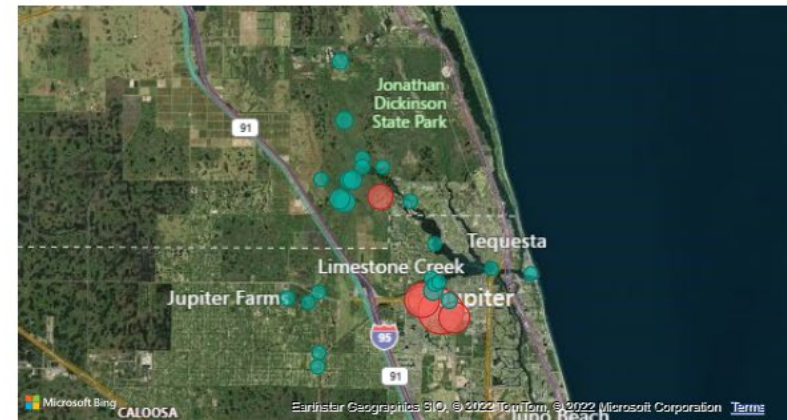 Jonathan
Dickinson
State Park
91
Tequesta
Limestone Creek
Jupiter Farms
upiter
95
91
Microsoft Bing
CALOOSA
Earthstar Geographics SIO, © 2022 TomTom, © 2022 Microsoft Corporation Terms